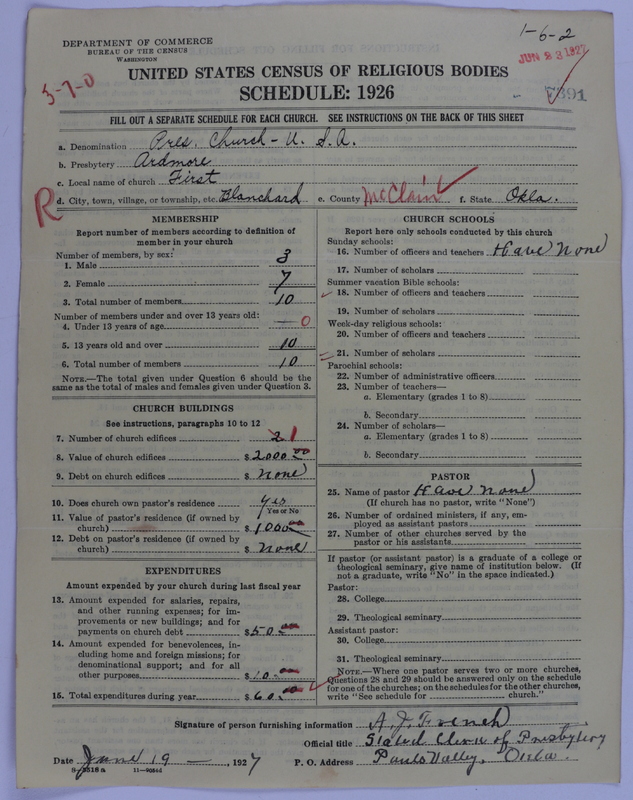 1-6-2
DEPARTMENT OF COMMERCE
BUREAU OF THE CENSUS
WASHINGTON
JUN 23 1927
3-7-0
UNITED STATES CENSUS OF RELIGIOUS BODIES
SCHEDULE: 1926
7391
FILL OUT A SEPARATE SCHEDULE FOR EACH CHURCH. SEE INSTRUCTIONS ON THE BACK OF THIS SHEET
a. Denomination Pres. Church - U. S. A.
b. Presbytery Ardmore
c. Local name of church First
R d. City, town, village, or township, etc. Blanchard e. County McClain f. State Okla.
MEMBERSHIP
Report number of members according to definition of
member in your church
Number of members, by sex:
1. Male 3
2. Female 7
3. Total number of members 10
Number of members under and over 13 years old:
4. Under 13 years of age — 0
5. 13 years old and over 10
6. Total number of members 10
NOTE.—The total given under Question 6 should be the
same as the total of males and females given under Question 3.
CHURCH BUILDINGS
See instructions, paragraphs 10 to 12
7. Number of church edifices 2 1
8. Value of church edifices $ 2000.00
9. Debt on church edifices $ None
10. Does church own pastor's residence Yes
Yes or No
11. Value of pastor's residence (if owned by
church) $ 1000.00
12. Debt on pastor's residence (if owned by
church) $ None
EXPENDITURES
Amount expended by your church during last fiscal year
13. Amount expended for salaries, repairs,
and other running expenses; for im-
provements or new buildings; and for
payments on church debt $ 50.00
14. Amount expended for benevolences, in-
cluding home and foreign missions; for
denominational support; and for all
other purposes $ 10.00
15. Total expenditures during year $ 60.00
CHURCH SCHOOLS
Report here only schools conducted by this church
Sunday schools:
16. Number of officers and teachers Have None
17. Number of scholars
Summer vacation Bible schools:
18. Number of officers and teachers
19. Number of scholars
Week-day religious schools:
20. Number of officers and teachers
21. Number of scholars
Parochial schools:
22. Number of administrative officers
23. Number of teachers—
a. Elementary (grades 1 to 8)
b. Secondary
24. Number of scholars—
a. Elementary (grades 1 to 8)
b. Secondary
PASTOR
25. Name of pastor Have None
(If church has no pastor, write "None")
26. Number of ordained ministers, if any, em-
ployed as assistant pastors
27. Number of other churches served by the
pastor or his assistants
If pastor (or assistant pastor) is a graduate of a college or
theological seminary, give name of institution below. (If
not a graduate, write "No" in the space indicated.)
Pastor:
28. College
29. Theological seminary
Assistant pastor:
30. College
31. Theological seminary
NOTE.—Where one pastor serves two or more churches,
Questions 28 and 29 should be answered only on the schedule
for one of the churches; on the schedules for the other churches,
write "See schedule for church."
Signature of person furnishing information A. J. French
Official title Stated Clerk of Presbytery
Date June 19 — , 1927 P. O. Address Pauls Valley, Okla.
11—9056d